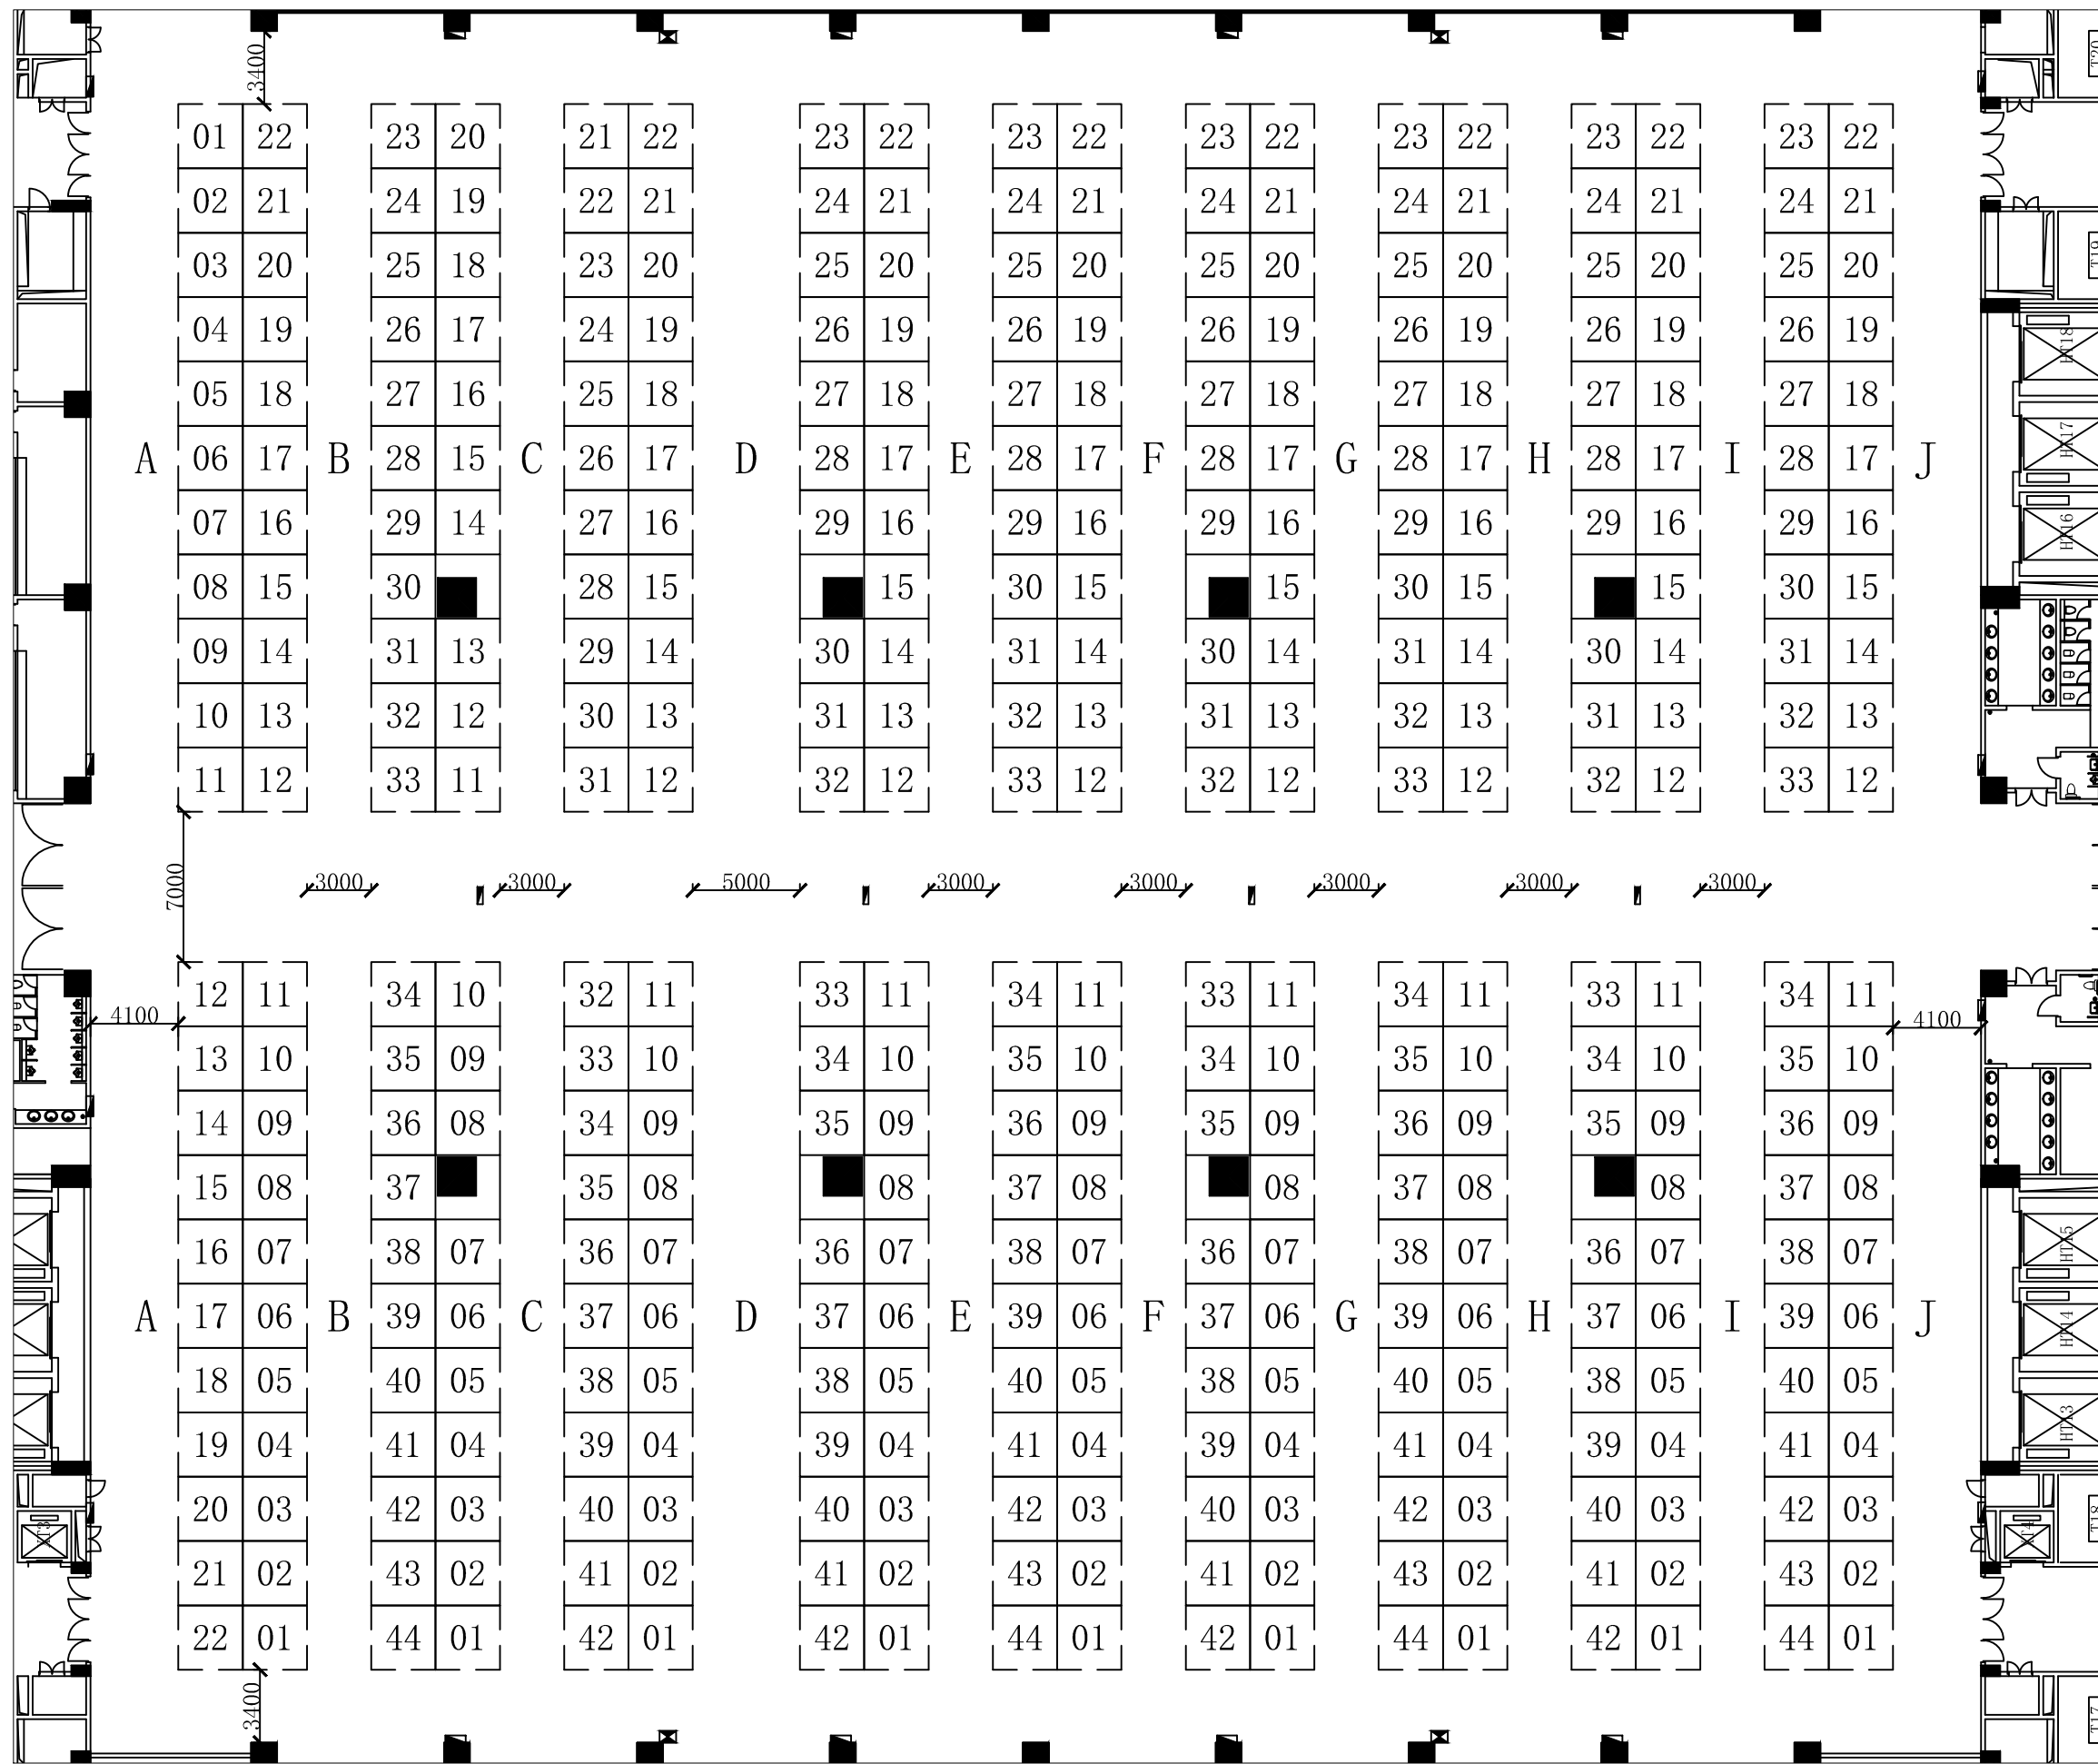 T20
3400
01 22 23 20 21 22 23 22 23 22 23 22 23 22 23 22 23 22
02 21 24 19 22 21 24 21 24 21 24 21 24 21 24 21 24 21
T19
03 20 25 18 23 20 25 20 25 20 25 20 25 20 25 20 25 20
04 19 26 17 24 19 26 19 26 19 26 19 26 19 26 19 26 19
HT18
05 18 27 16 25 18 27 18 27 18 27 18 27 18 27 18 27 18
A 06 17 B 28 15 C 26 17 D 28 17 E 28 17 F 28 17 G 28 17 H 28 17 I 28 17 J
HT17
07 16 29 14 27 16 29 16 29 16 29 16 29 16 29 16 29 16
HT16
08 15 30 28 15 15 30 15 15 30 15 15 30 15
09 14 31 13 29 14 30 14 31 14 30 14 31 14 30 14 31 14
10 13 32 12 30 13 31 13 32 13 31 13 32 13 31 13 32 13
11 12 33 11 31 12 32 12 33 12 32 12 33 12 32 12 33 12
7000 3000 3000 5000 3000 3000 3000 3000 3000
12 11 34 10 32 11 33 11 34 11 33 11 34 11 33 11 34 11
4100 4100
13 10 35 09 33 10 34 10 35 10 34 10 35 10 34 10 35 10
14 09 36 08 34 09 35 09 36 09 35 09 36 09 35 09 36 09
15 08 37 35 08 08 37 08 08 37 08 08 37 08
16 07 38 07 36 07 36 07 38 07 36 07 38 07 36 07 38 07
HT15
A 17 06 B 39 06 C 37 06 D 37 06 E 39 06 F 37 06 G 39 06 H 37 06 I 39 06 J
HT14
18 05 40 05 38 05 38 05 40 05 38 05 40 05 38 05 40 05
HT13
19 04 41 04 39 04 39 04 41 04 39 04 41 04 39 04 41 04
20 03 42 03 40 03 40 03 42 03 40 03 42 03 40 03 42 03
XT3 XT4 T18
21 02 43 02 41 02 41 02 43 02 41 02 43 02 41 02 43 02
22 01 44 01 42 01 42 01 44 01 42 01 44 01 42 01 44 01
3400
T17